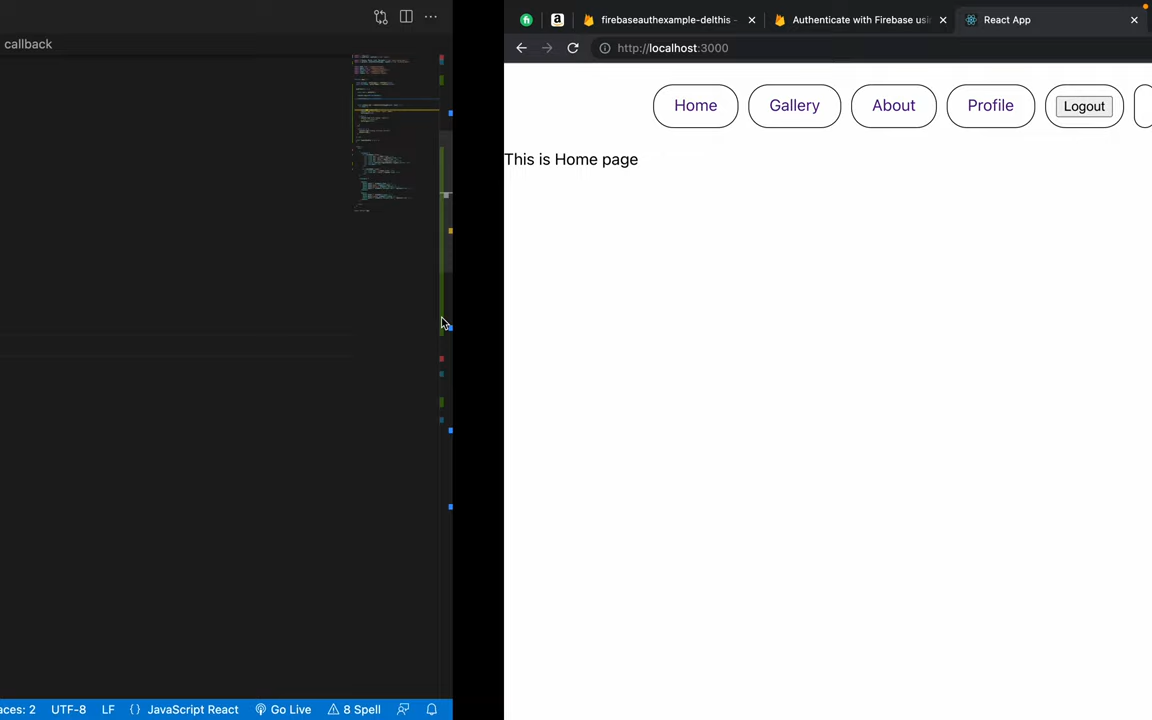 callback
aces: 2 UTF-8 LF {} JavaScript React Go Live 8 Spell
firebaseauthexample-delthis -
Authenticate with Firebase usi
React App
http://localhost:3000
Home Gallery About Profile Logout
This is Home page